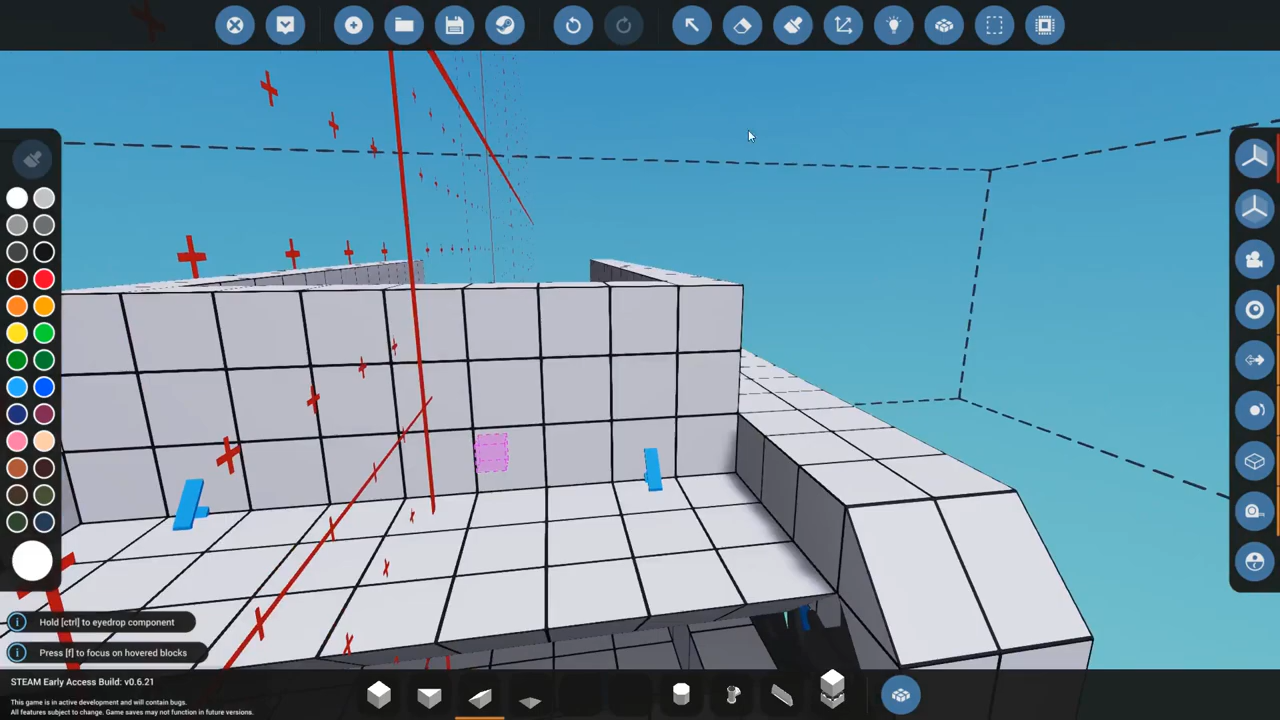 Hold [ctrl] to eyedrop component
Press [f] to focus on hovered blocks
STEAM Early Access Build: v0.6.21
This game is in active development and will contain bugs.
All features subject to change. Game saves may not function in future versions.